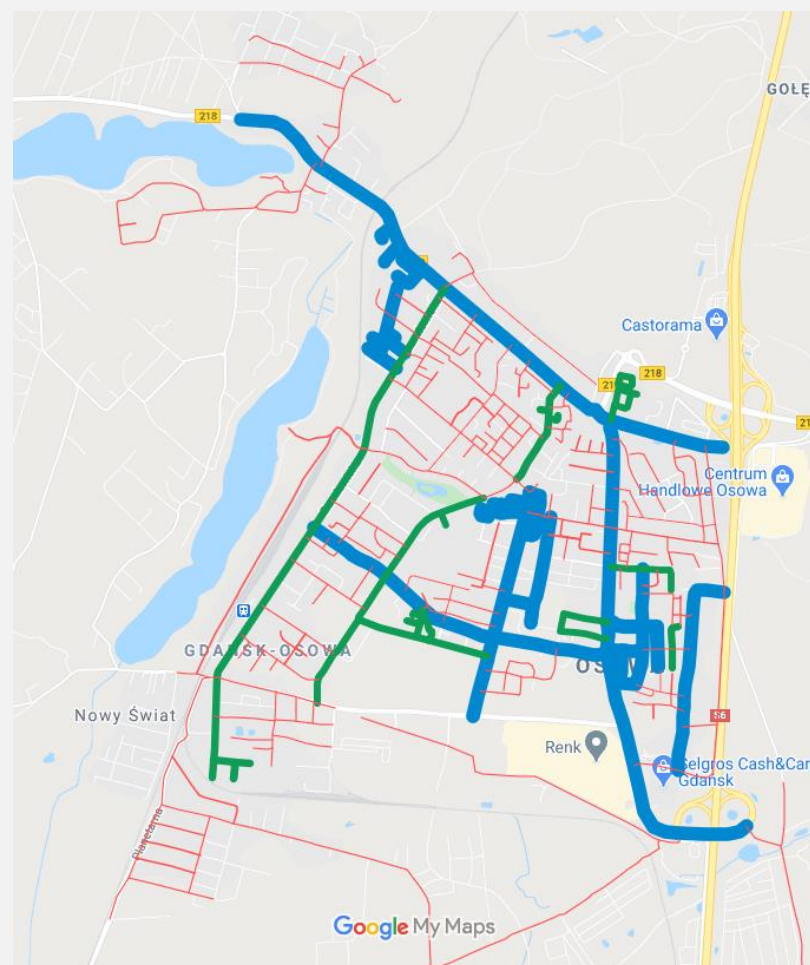 GOŁĘ
218
Castorama
218
Centrum
Handlowe Osowa
GDAŃSK-OSOWA
Nowy Świat
Renk
S6
Selgros Cash&Car
Gdańsk
Planetarna
Google My Maps